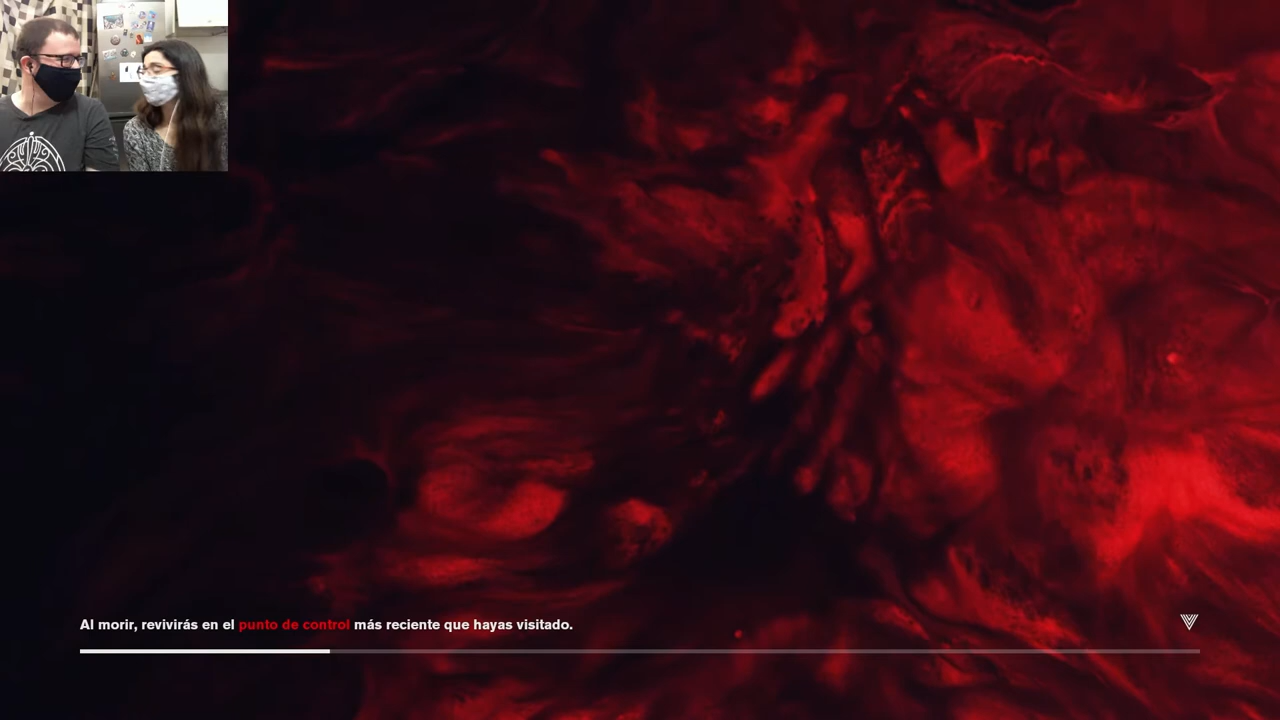 Al morir, revivirás en el punto de control más reciente que hayas visitado.